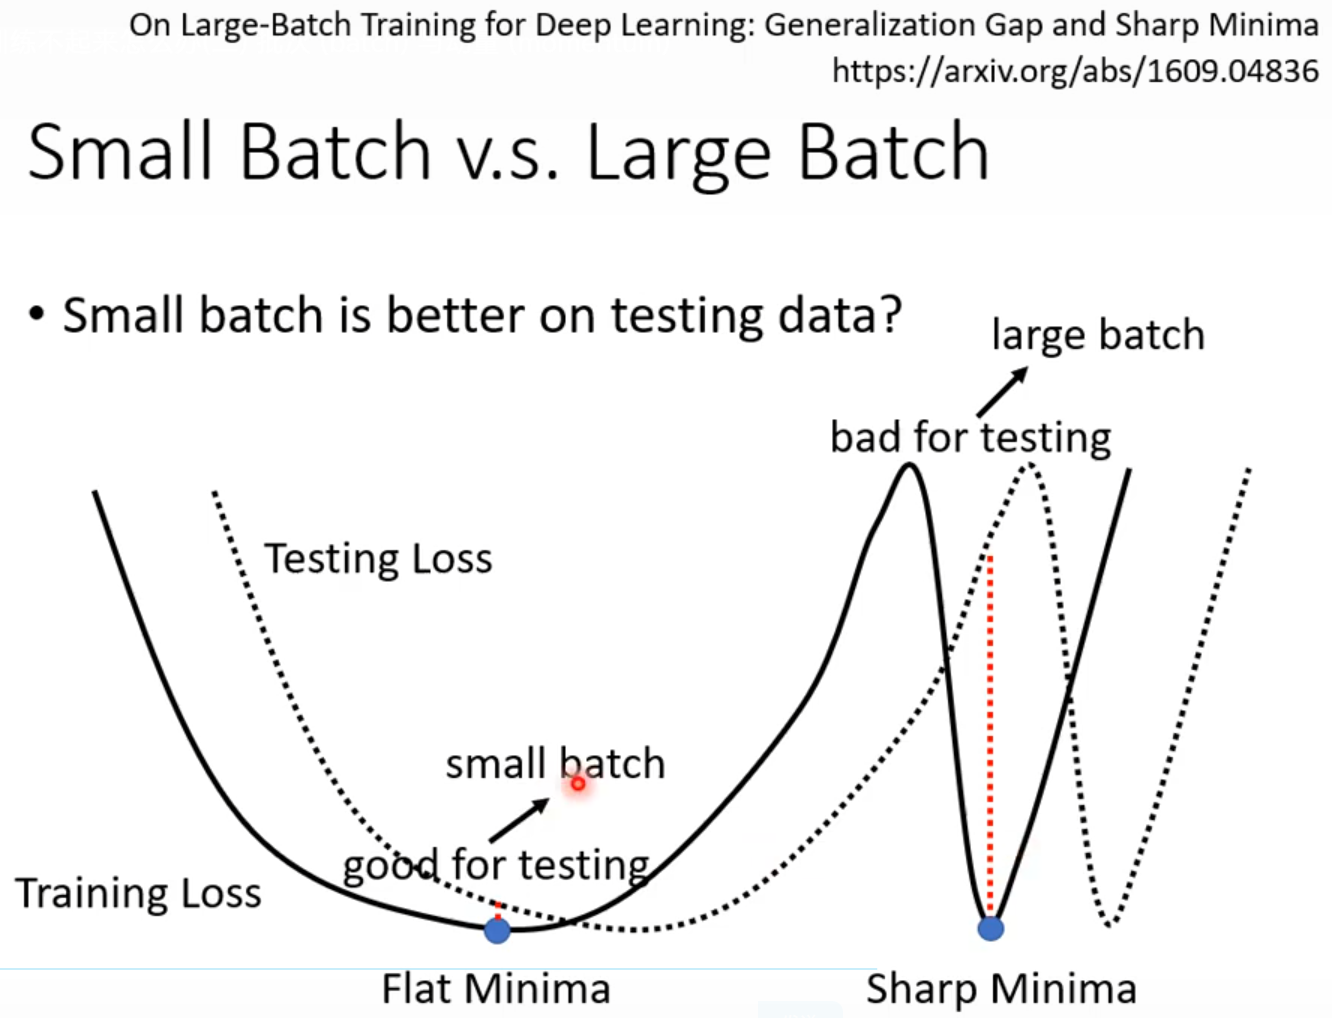 On Large-Batch Training for Deep Learning: Generalization Gap and Sharp Minima
https://arxiv.org/abs/1609.04836
Small Batch v.s. Large Batch
• Small batch is better on testing data?
large batch
bad for testing
Testing Loss
small batch
good for testing
Training Loss
Flat Minima
Sharp Minima